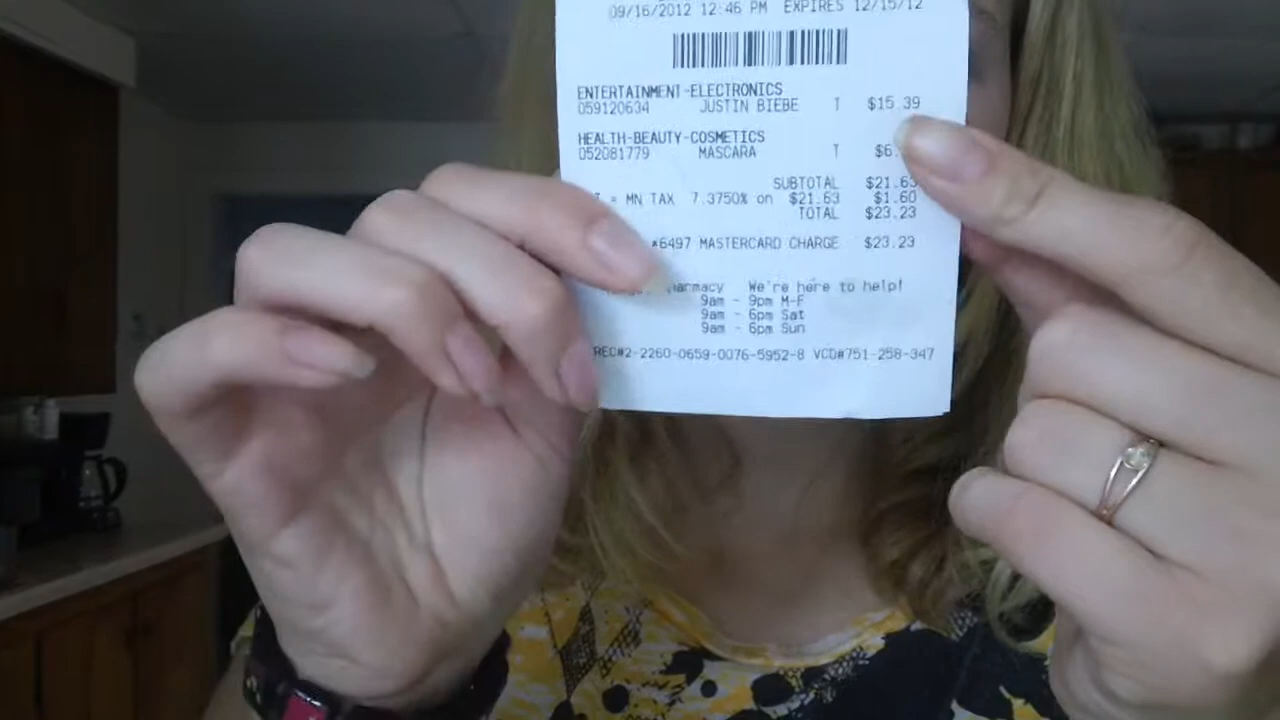 09/16/2012 12:46 PM EXPIRES 12/15/12
ENTERTAINMENT-ELECTRONICS
059120634 JUSTIN BIEBE T $15.39
HEALTH-BEAUTY-COSMETICS
052081779 MASCARA T $6.
SUBTOTAL $21.63
= MN TAX 7.3750% on $21.63 $1.60
TOTAL $23.23
*6497 MASTERCARD CHARGE $23.23
We're here to help!
9am - 9pm M-F
9am - 6pm Sat
9am - 6pm Sun
REC#2-2260-0659-0076-5952-8 VCD#751-258-347